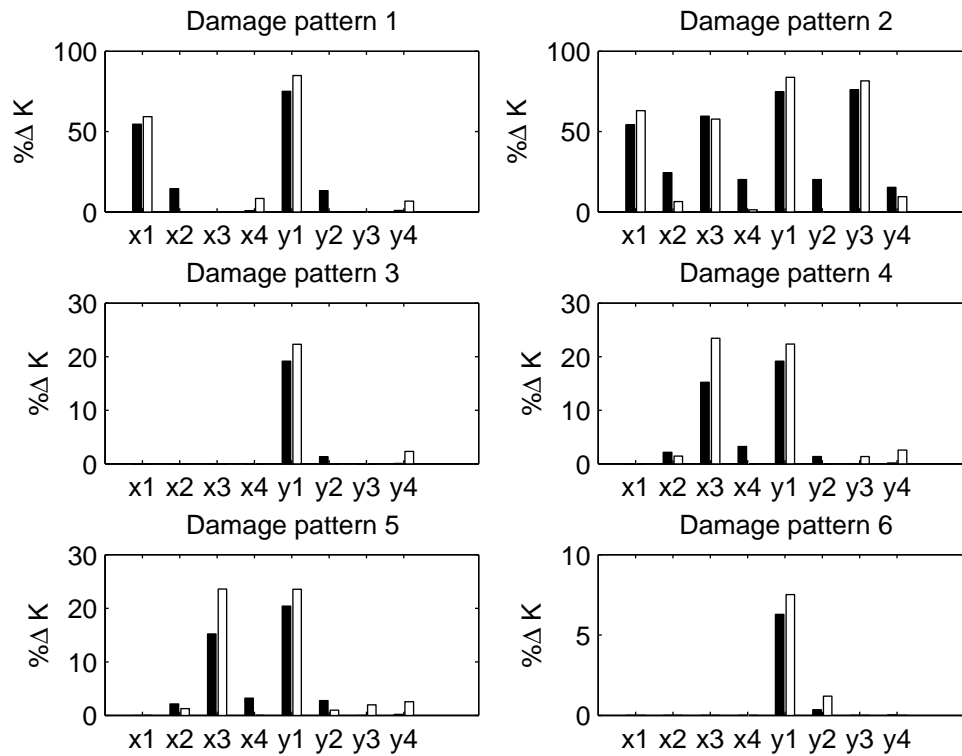 Damage pattern 1
100
50
0
%Δ K
x1 x2 x3 x4 y1 y2 y3 y4
Damage pattern 2
100
50
0
%Δ K
x1 x2 x3 x4 y1 y2 y3 y4
Damage pattern 3
30
20
10
0
%Δ K
x1 x2 x3 x4 y1 y2 y3 y4
Damage pattern 4
30
20
10
0
%Δ K
x1 x2 x3 x4 y1 y2 y3 y4
Damage pattern 5
30
20
10
0
%Δ K
x1 x2 x3 x4 y1 y2 y3 y4
Damage pattern 6
10
5
0
%Δ K
x1 x2 x3 x4 y1 y2 y3 y4